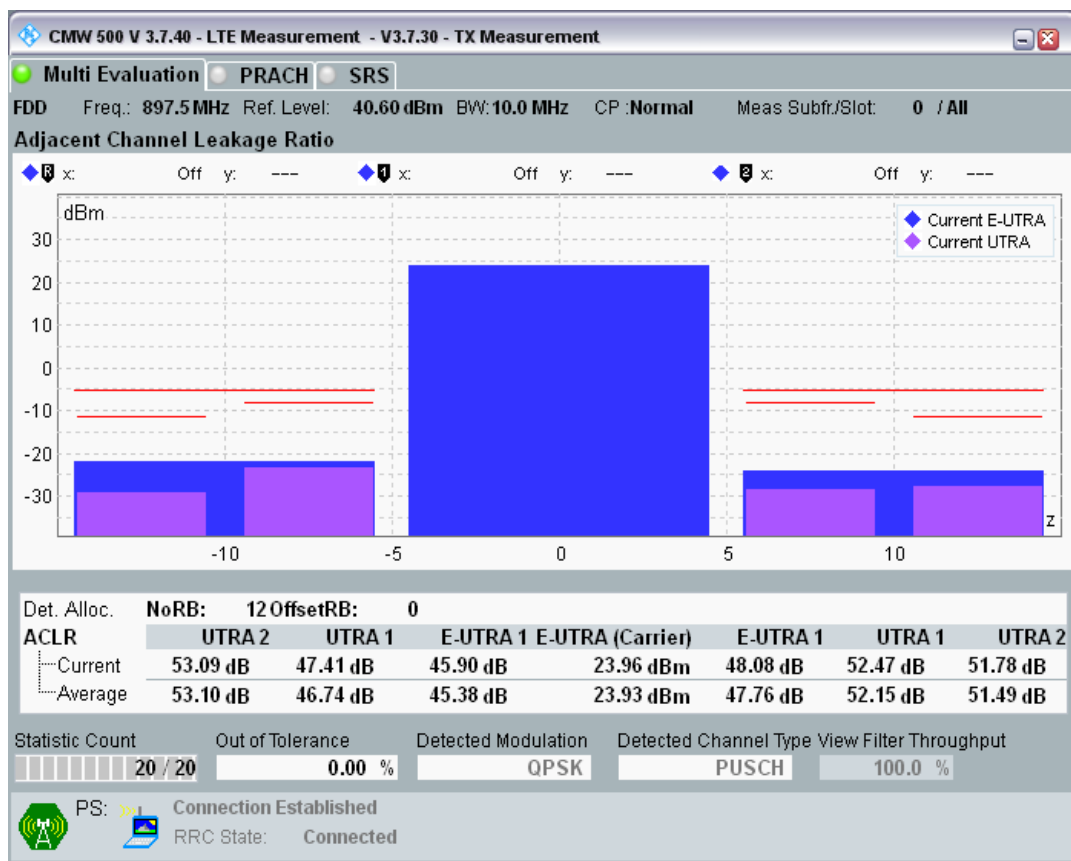 CMW 500 V 3.7.40 - LTE Measurement - V3.7.30 - TX Measurement
Multi Evaluation PRACH SRS
FDD Freq.: 897.5 MHz Ref. Level: 40.60 dBm BW: 10.0 MHz CP :Normal Meas Subfr./Slot: 0 / All
Adjacent Channel Leakage Ratio
R x: Off y: --- 1 x: Off y: --- 2 x: Off y: ---
dBm
Current E-UTRA
Current UTRA
30
20
10
0
-10
-20
-30
z
-10 -5 0 5 10
Det. Alloc. NoRB: 12 OffsetRB: 0
ACLR UTRA 2 UTRA 1 E-UTRA 1 E-UTRA (Carrier) E-UTRA 1 UTRA 1 UTRA 2
Current 53.09 dB 47.41 dB 45.90 dB 23.96 dBm 48.08 dB 52.47 dB 51.78 dB
Average 53.10 dB 46.74 dB 45.38 dB 23.93 dBm 47.76 dB 52.15 dB 51.49 dB
Statistic Count Out of Tolerance Detected Modulation Detected Channel Type View Filter Throughput
20 / 20 0.00 % QPSK PUSCH 100.0 %
PS: Connection Established
RRC State: Connected